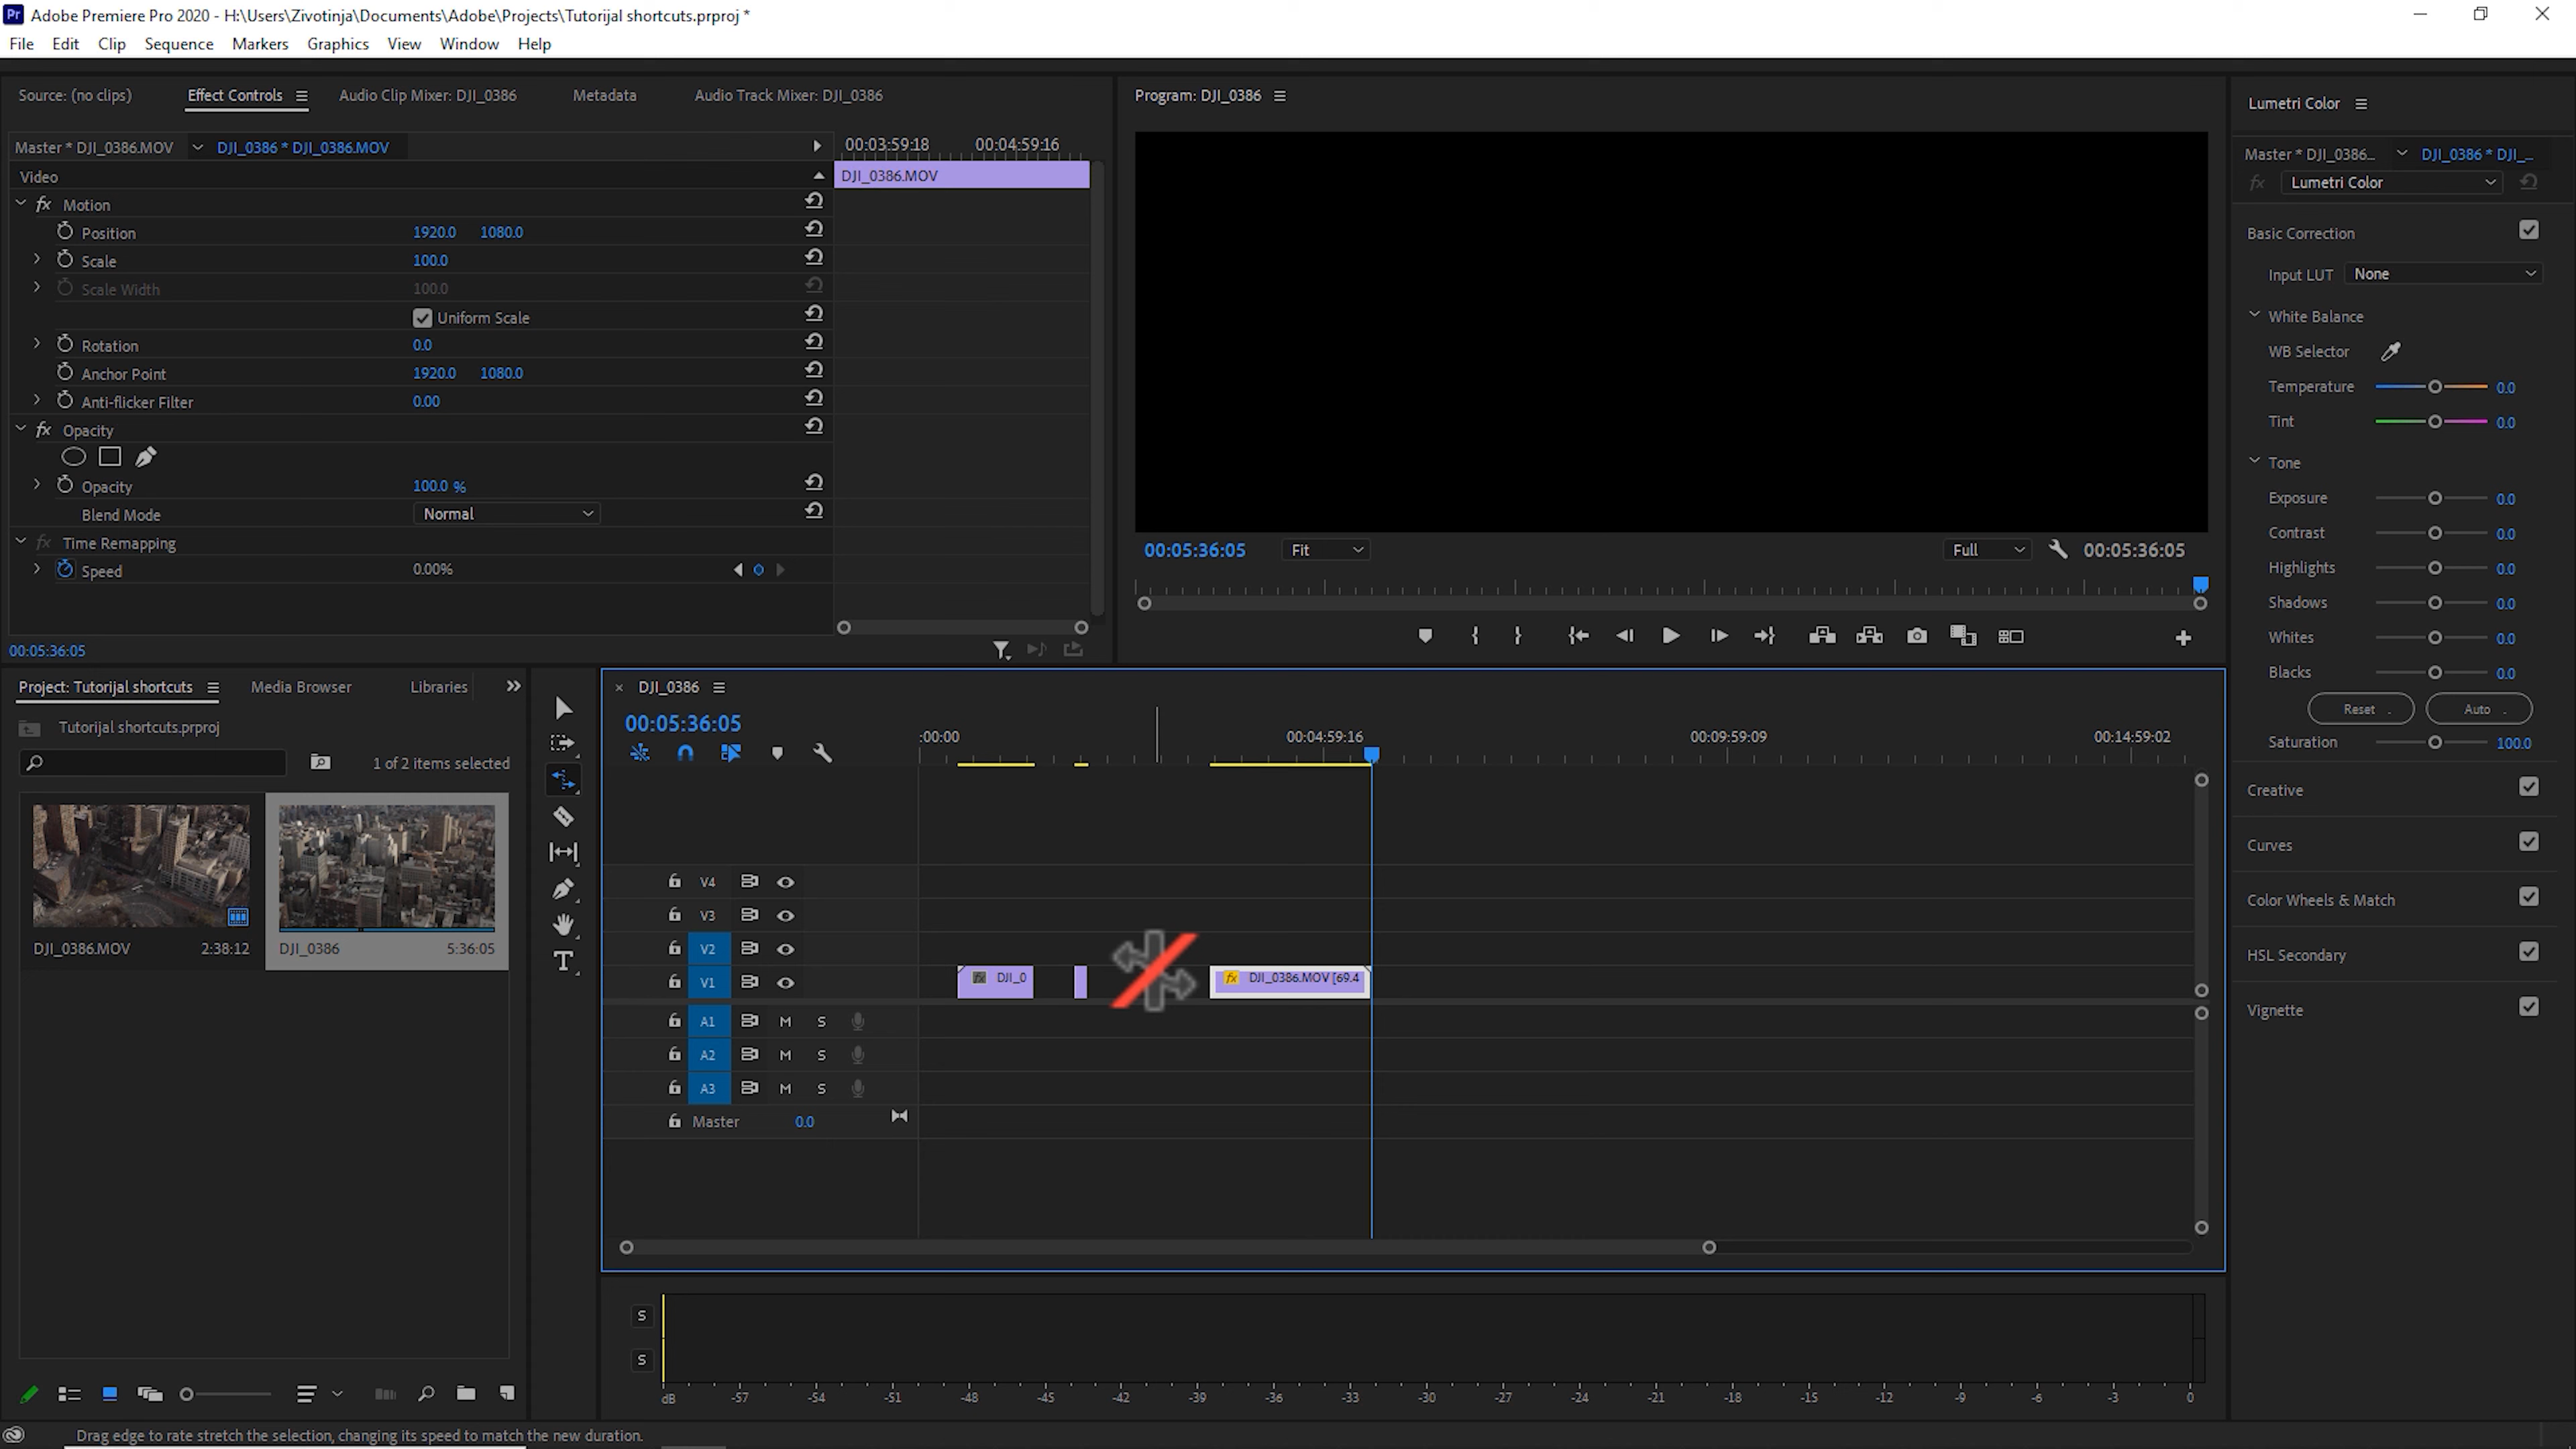 Pr Adobe Premiere Pro 2020 - H:\Users\Zivotinja\Documents\Adobe\Projects\Tutorijal shortcuts.prproj *
File Edit Clip Sequence Markers Graphics View Window Help
Source: (no clips) Effect Controls Audio Clip Mixer: DJI_0386 Metadata Audio Track Mixer: DJI_0386
Master * DJI_0386.MOV DJI_0386 * DJI_0386.MOV 00:03:59:18 00:04:59:16
Video DJI_0386.MOV
fx Motion
Position 1920.0 1080.0
Scale 100.0
Scale Width 100.0
Uniform Scale
Rotation 0.0
Anchor Point 1920.0 1080.0
Anti-flicker Filter 0.00
fx Opacity
Opacity 100.0 %
Blend Mode Normal
fx Time Remapping
Speed 0.00%
00:05:36:05
Program: DJI_0386
00:05:36:05 Fit Full 00:05:36:05
Lumetri Color
Master * DJI_0386... DJI_0386 * DJI_...
fx Lumetri Color
Basic Correction
Input LUT None
White Balance
WB Selector
Temperature 0.0
Tint 0.0
Tone
Exposure 0.0
Contrast 0.0
Highlights 0.0
Shadows 0.0
Whites 0.0
Blacks 0.0
Reset Auto
Saturation 100.0
Creative
Curves
Color Wheels & Match
HSL Secondary
Vignette
Project: Tutorijal shortcuts Media Browser Libraries
Tutorijal shortcuts.prproj
1 of 2 items selected
DJI_0386.MOV 2:38:12 DJI_0386 5:36:05
× DJI_0386
00:05:36:05
:00:00 00:04:59:16 00:09:59:09 00:14:59:02
V4
V3
V2
V1 fx DJI_0 fx DJI_0386.MOV [69.4
A1 M S
A2 M S
A3 M S
Master 0.0
S
S
dB -57 -54 -51 -48 -45 -42 -39 -36 -33 -30 -27 -24 -21 -18 -15 -12 -9 -6 -3 0
Drag edge to rate stretch the selection, changing its speed to match the new duration.